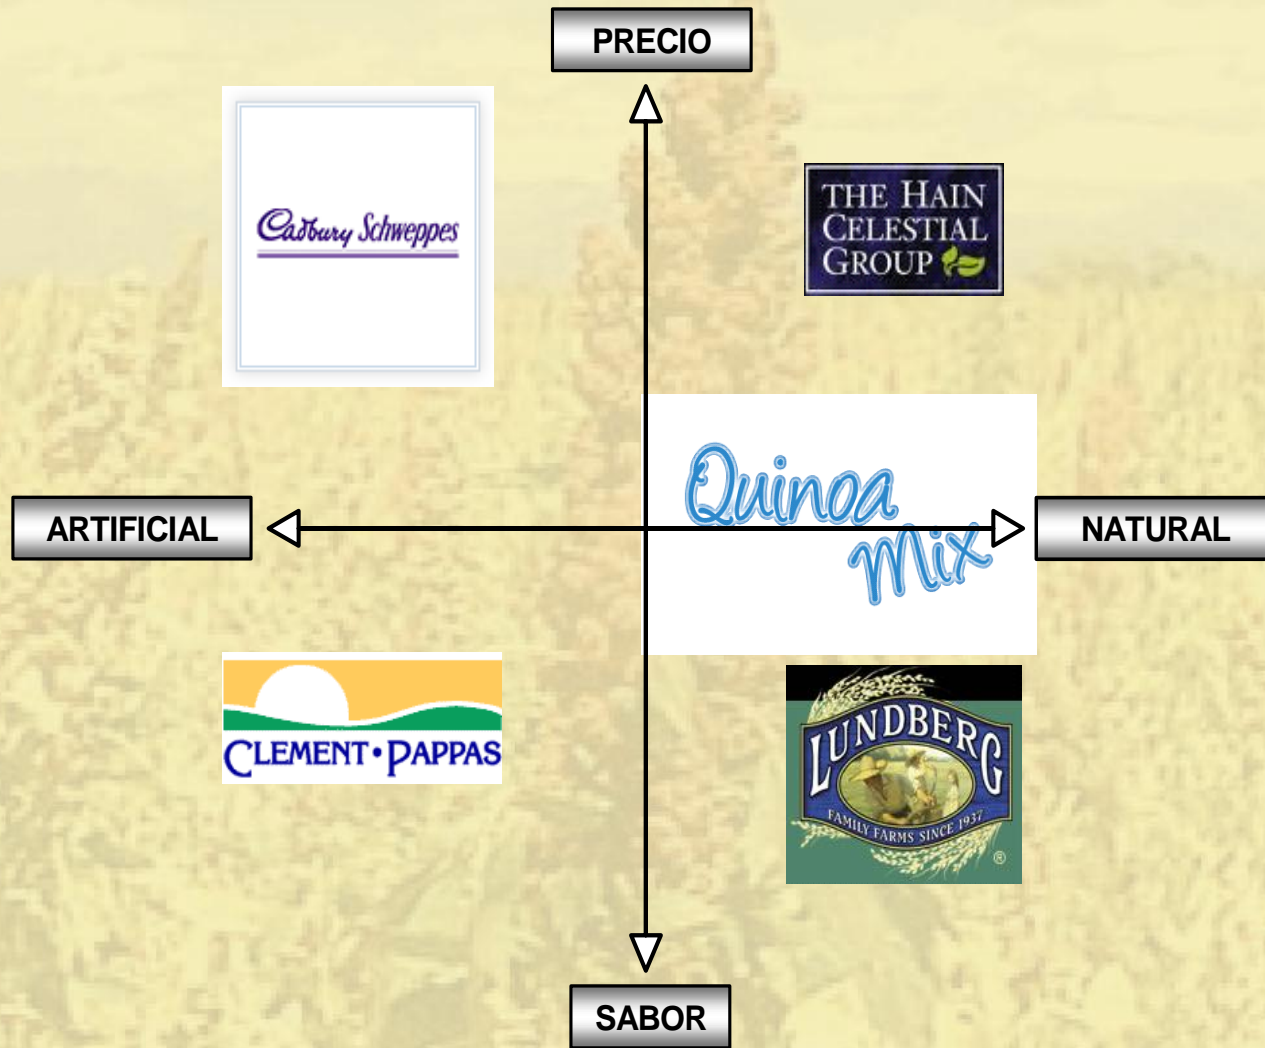 PRECIO
Cadbury Schweppes
THE HAIN
CELESTIAL
GROUP
Quinoa
Mix
ARTIFICIAL
NATURAL
CLEMENT•PAPPAS
LUNDBERG
FAMILY FARMS SINCE 1937
®
SABOR